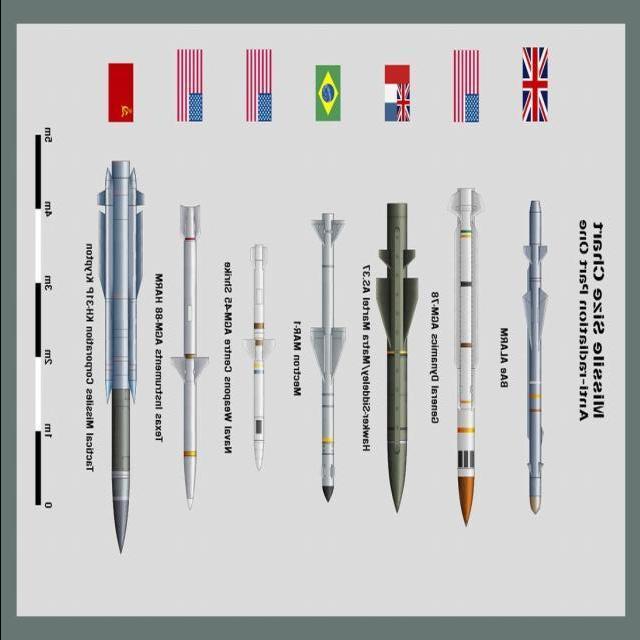 Missile Size Chart
Anti-radiation Part One
BAe ALARM
General Dynamics AGM-78
Hawker-Siddeley/Matra Martel AS.37
Mectron MAR-1
Naval Weapons Centre AGM-45 Shrike
Texas Instruments AGM-88 HARM
Tactical Missiles Corporation KH-31P Krypton
5m
4m
3m
2m
1m
0